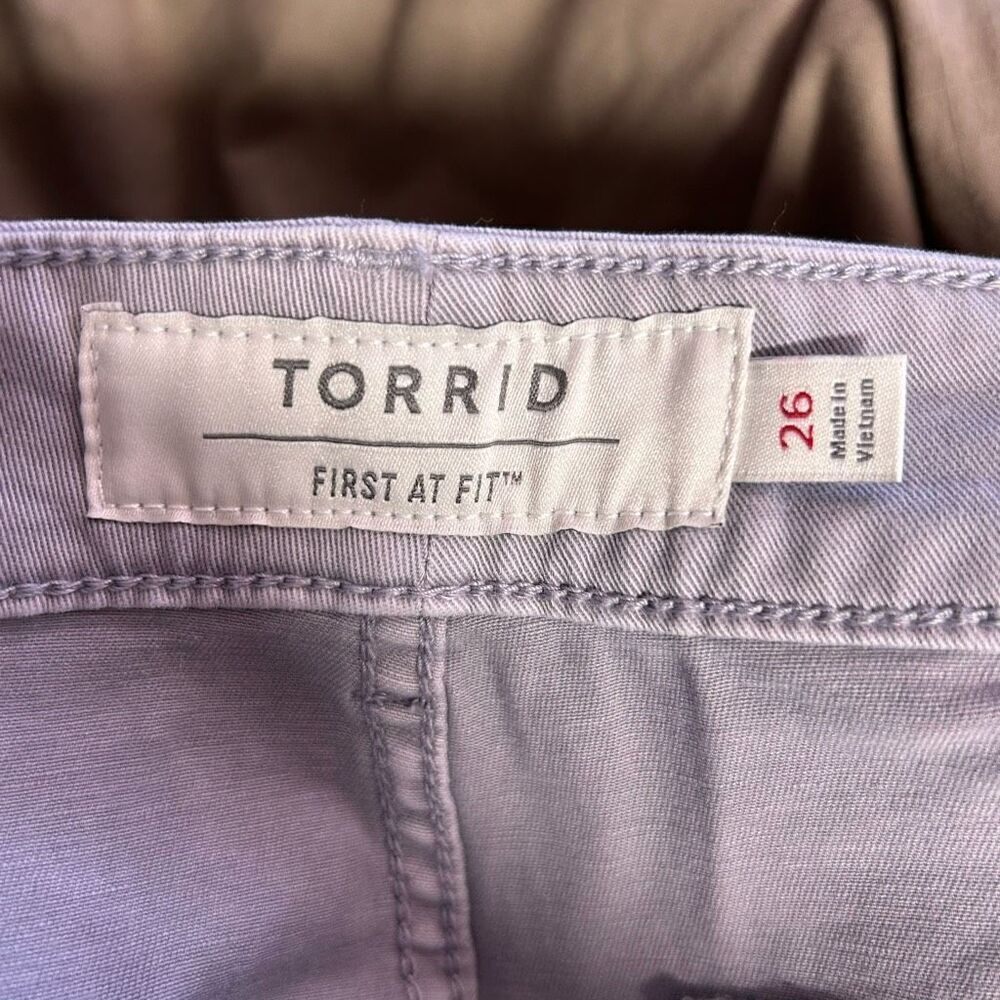 TORRID
FIRST AT FIT™
26
Made in
Vietnam